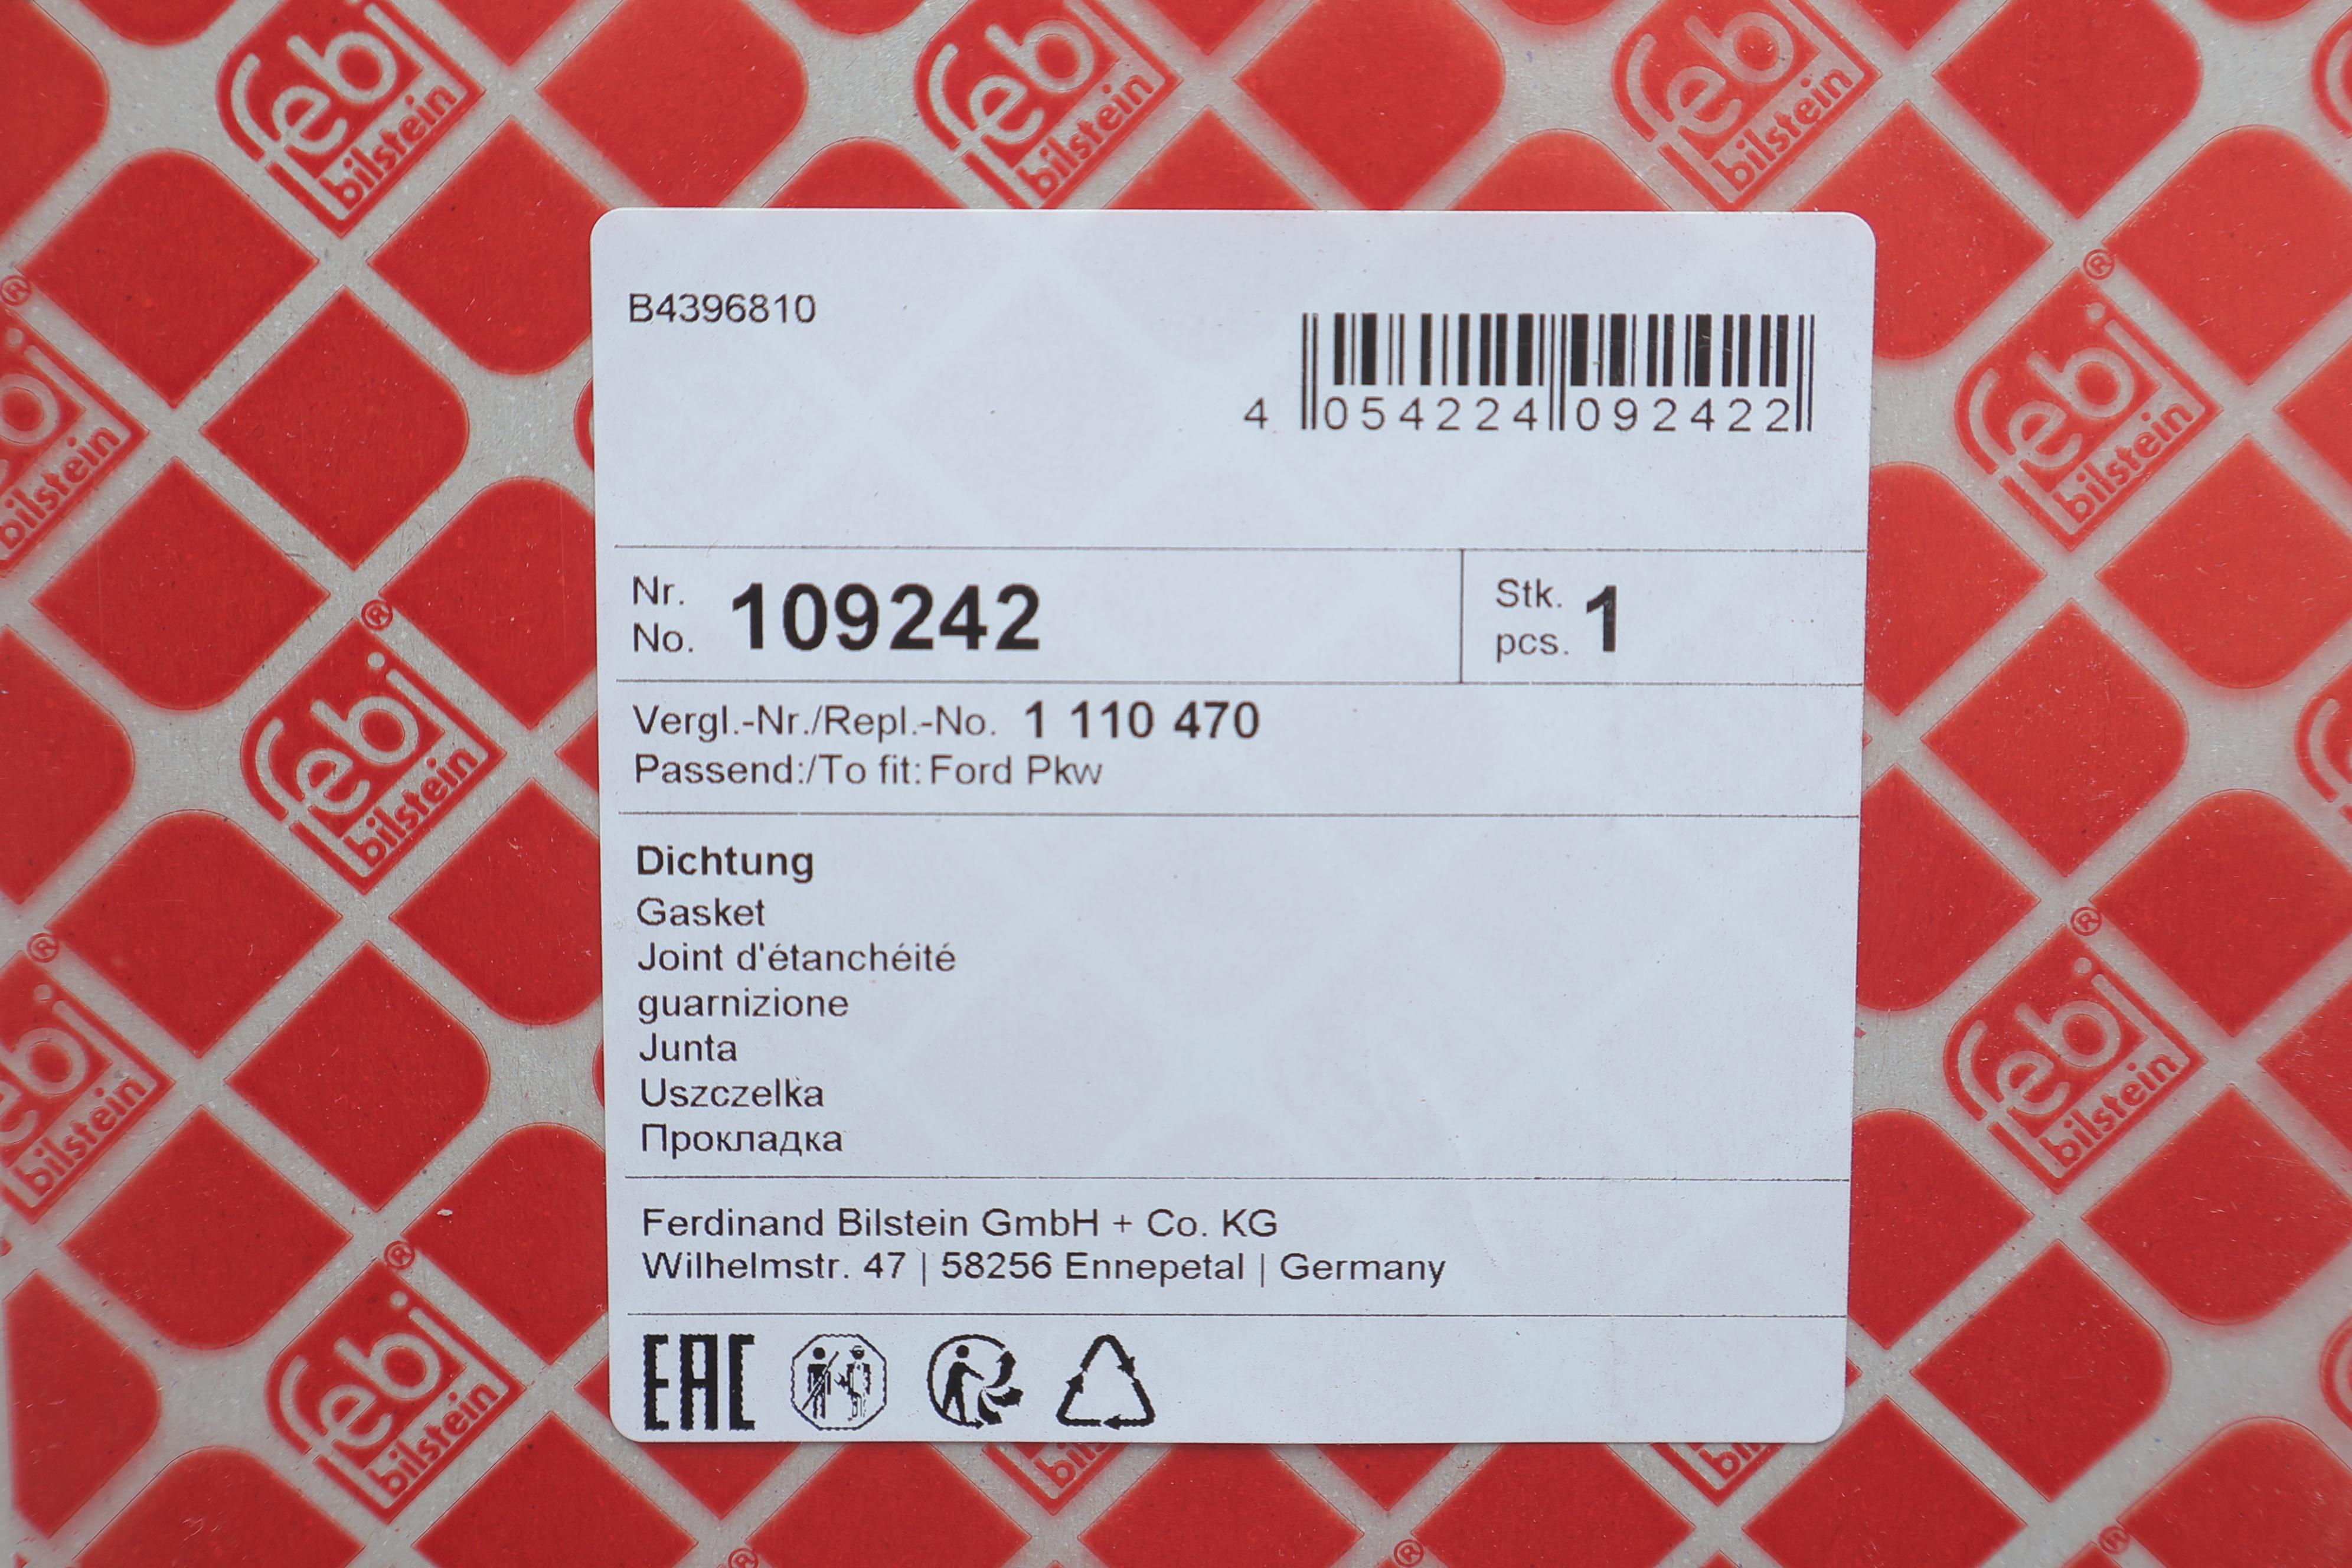 febi
bilstein
B4396810
4 054224 092422
Nr.
No. 109242
Stk.
pcs. 1
Vergl.-Nr./Repl.-No. 1 110 470
Passend:/To fit: Ford Pkw
Dichtung
Gasket
Joint d'étanchéité
guarnizione
Junta
Uszczelka
Прокладка
Ferdinand Bilstein GmbH + Co. KG
Wilhelmstr. 47 | 58256 Ennepetal | Germany
EAC